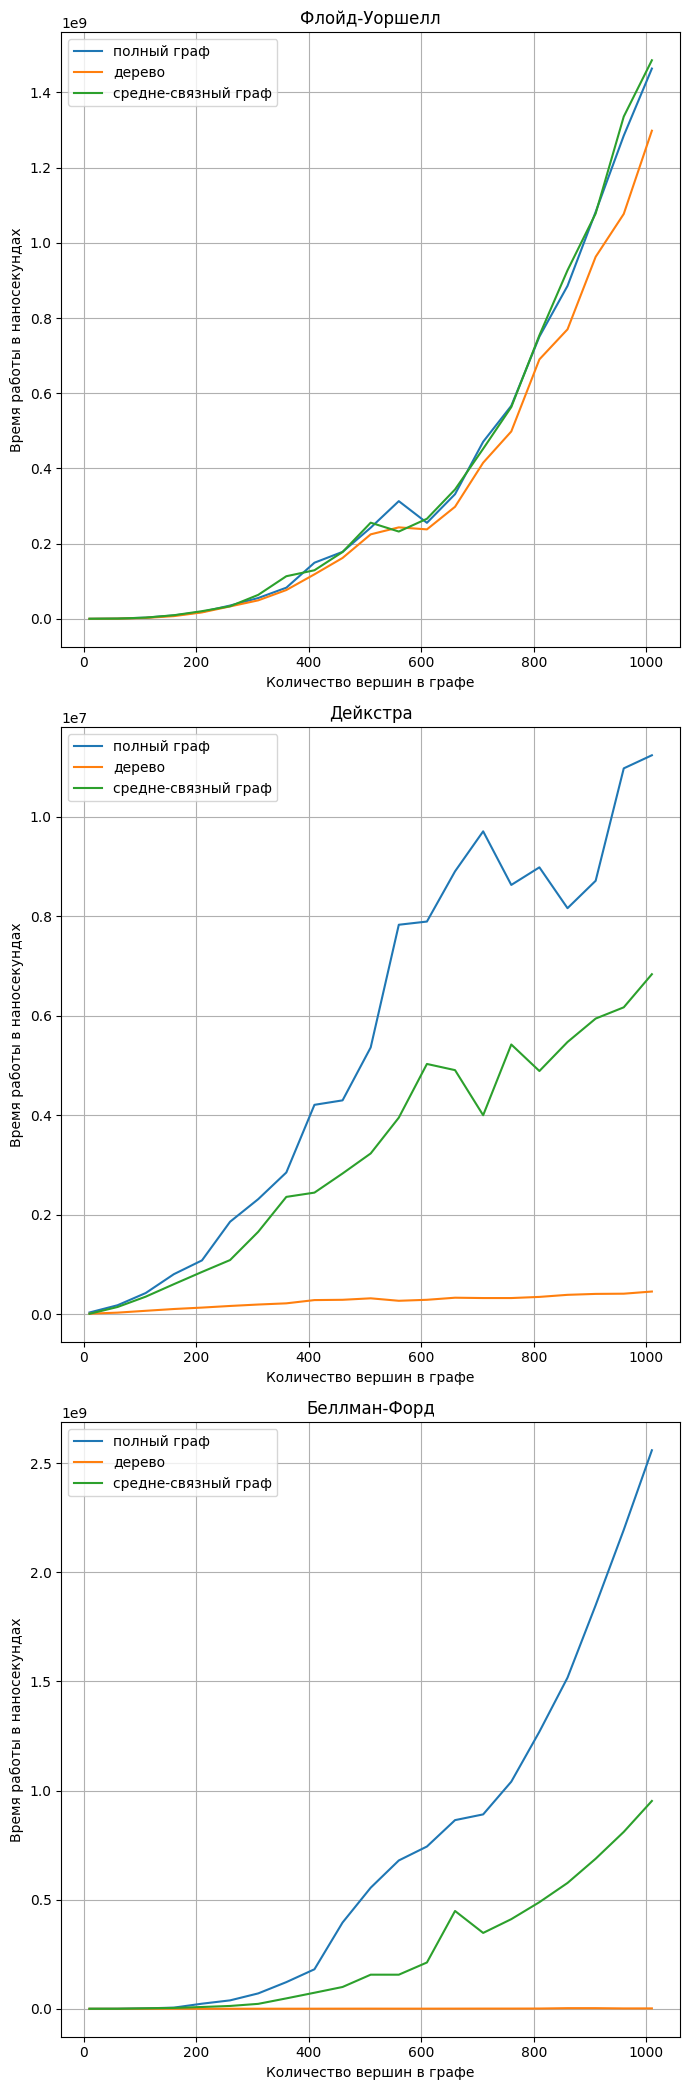 Флойд-Уоршелл
1e9
полный граф
дерево
средне-связный граф
1.4
1.2
1.0
0.8
0.6
0.4
0.2
0.0
Время работы в наносекундах
0 200 400 600 800 1000
Количество вершин в графе
Дейкстра
1e7
полный граф
дерево
средне-связный граф
1.0
0.8
0.6
0.4
0.2
0.0
Время работы в наносекундах
0 200 400 600 800 1000
Количество вершин в графе
Беллман-Форд
1e9
полный граф
дерево
средне-связный граф
2.5
2.0
1.5
1.0
0.5
0.0
Время работы в наносекундах
0 200 400 600 800 1000
Количество вершин в графе